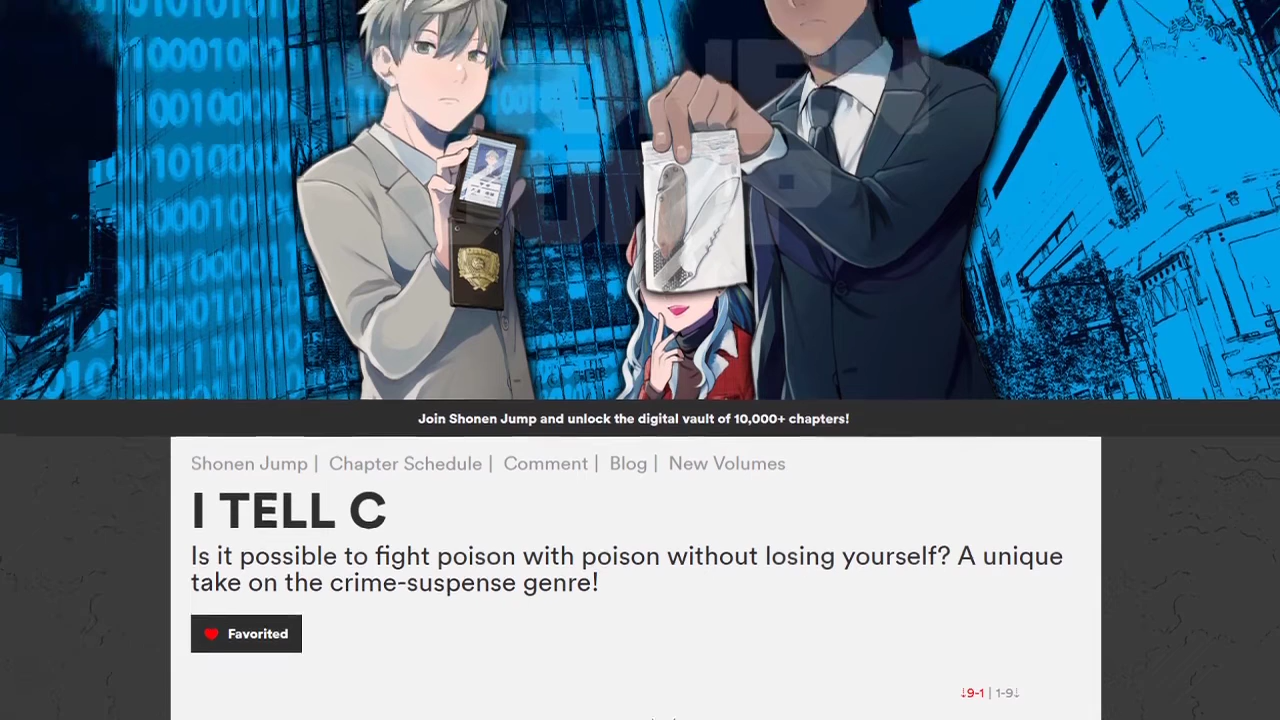 10001000
Join Shonen Jump and unlock the digital vault of 10,000+ chapters!
Shonen Jump | Chapter Schedule | Comment | Blog | New Volumes
I TELL C
Is it possible to fight poison with poison without losing yourself? A unique
take on the crime-suspense genre!
Favorited
↓9-1 | 1-9↓